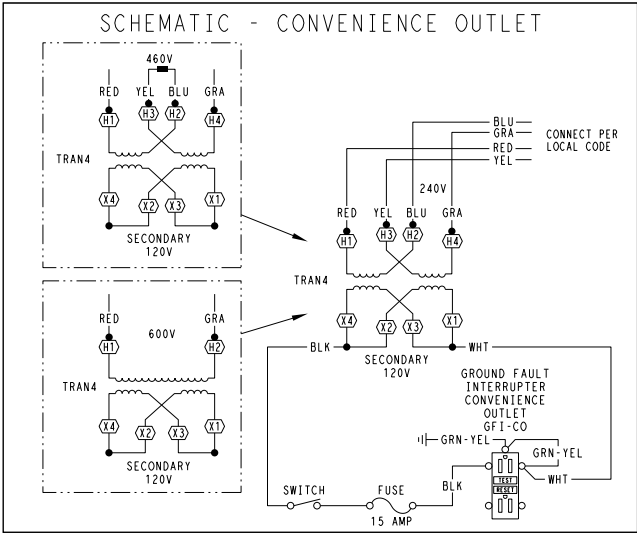 SCHEMATIC - CONVENIENCE OUTLET
460V
RED YEL BLU GRA
H1 H3 H2 H4
TRAN4
X4 X2 X3 X1
SECONDARY
120V
600V
RED GRA
H1 H2
TRAN4
X4 X2 X3 X1
SECONDARY
120V
BLU
GRA
RED
YEL
CONNECT PER
LOCAL CODE
240V
RED YEL BLU GRA
H1 H3 H2 H4
TRAN4
X4 X2 X3 X1
BLK
WHT
SECONDARY
120V
GROUND FAULT
INTERRUPTER
CONVENIENCE
OUTLET
GFI-CO
GRN-YEL
GRN-YEL
WHT
TEST
RESET
BLK
SWITCH
FUSE
15 AMP